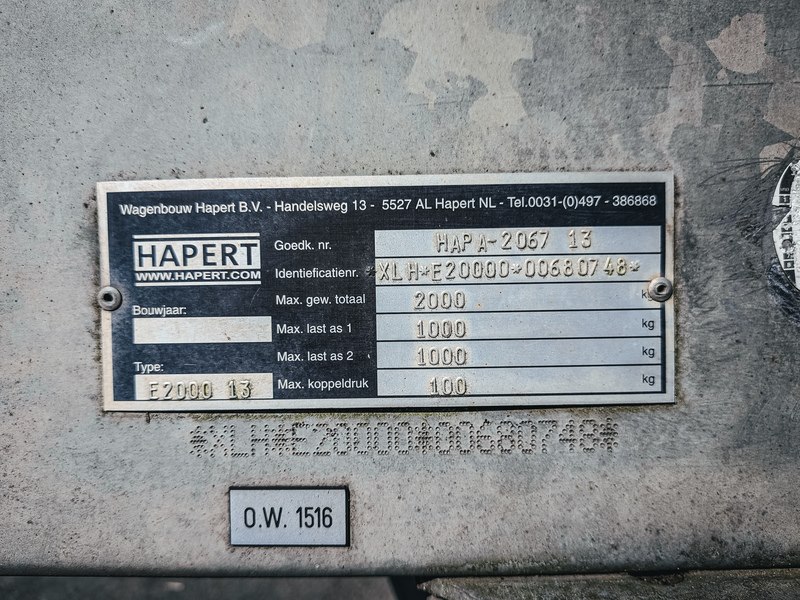 Wagenbouw Hapert B.V. - Handelsweg 13 - 5527 AL Hapert NL - Tel.0031-(0)497 - 386868
HAPERT
WWW.HAPERT.COM
Goedk. nr. HAPA-2067 13
Identieficatienr. *XLH*E20000*00680748*
Max. gew. totaal 2000 kg
Bouwjaar:
Max. last as 1 1000 kg
Max. last as 2 1000 kg
Type:
E2000 13
Max. koppeldruk 100 kg
*XLH*E20000*00680748*
O.W. 1516